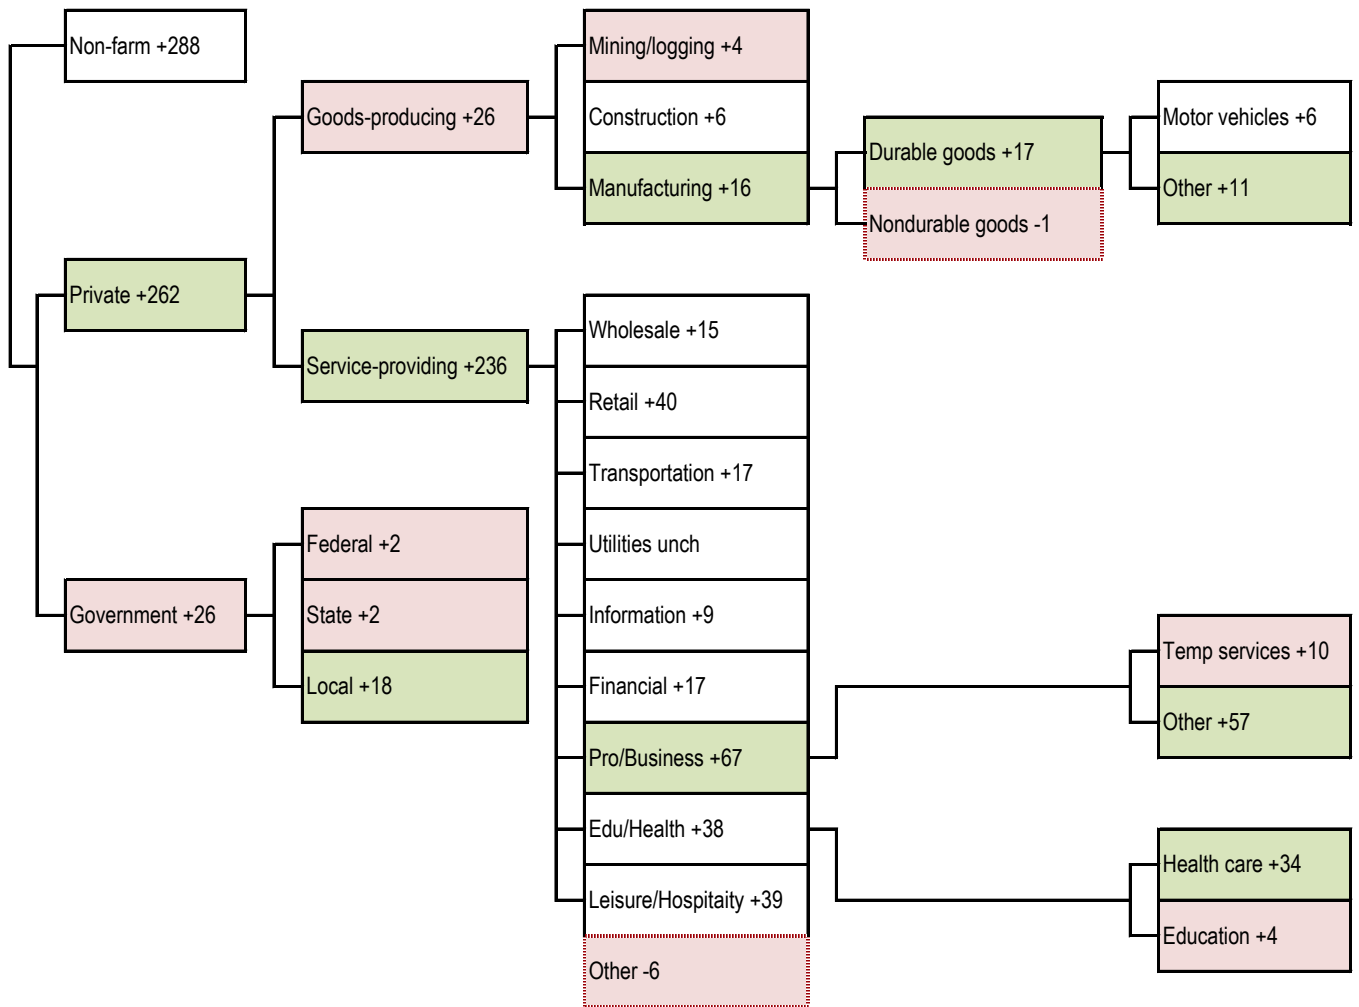 Non-farm +288
Private +262
Government +26
Goods-producing +26
Service-providing +236
Federal +2
State +2
Local +18
Mining/logging +4
Construction +6
Manufacturing +16
Wholesale +15
Retail +40
Transportation +17
Utilities unch
Information +9
Financial +17
Pro/Business +67
Edu/Health +38
Leisure/Hospitaity +39
Other -6
Durable goods +17
Nondurable goods -1
Motor vehicles +6
Other +11
Temp services +10
Other +57
Health care +34
Education +4